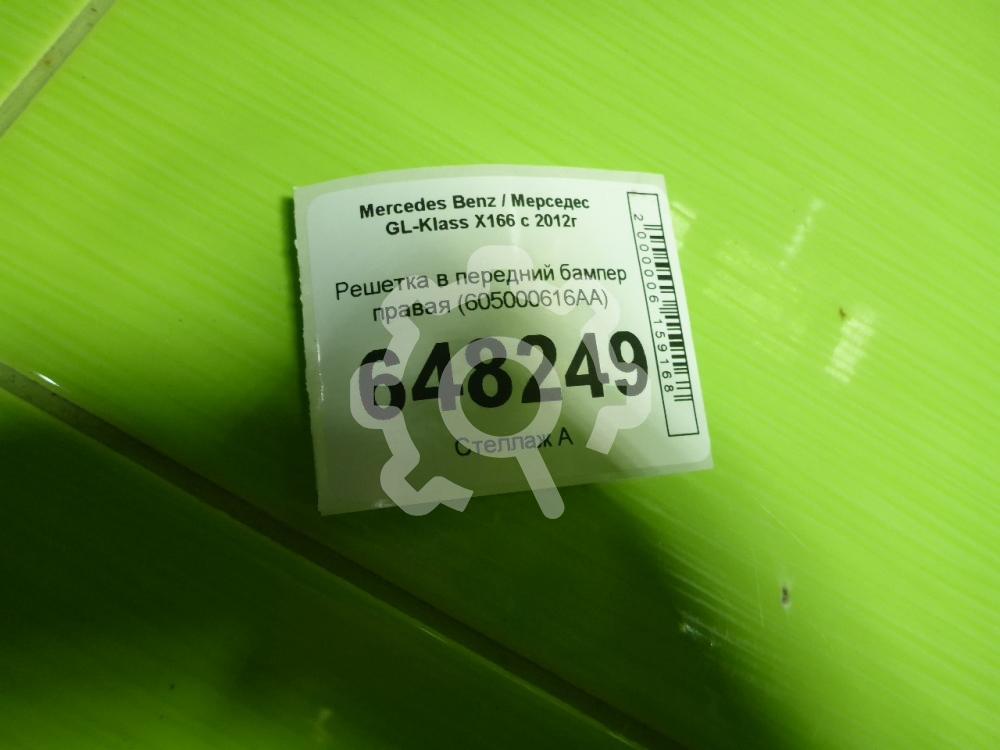 Mercedes Benz / Мерседес
GL-Klass X166 с 2012г
Решетка в передний бампер
правая (605000616AA)
648249
Стеллаж А
2000006159168